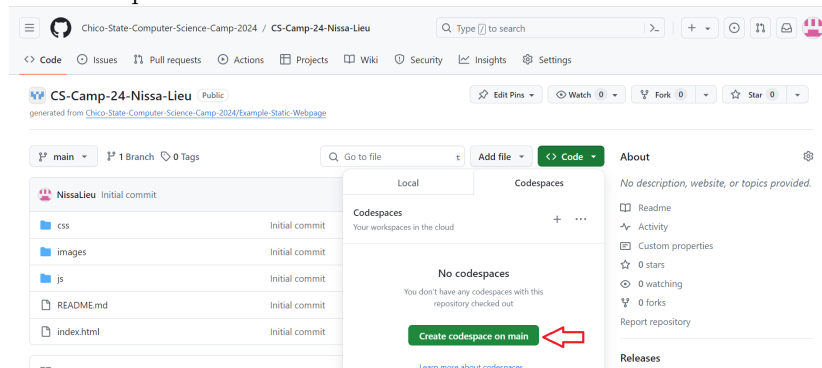 Chico-State-Computer-Science-Camp-2024 / CS-Camp-24-Nissa-Lieu
Q Type / to search
<> Code Issues Pull requests Actions Projects Wiki Security Insights Settings
CS-Camp-24-Nissa-Lieu Public
Edit Pins Watch 0 Fork 0 Star 0
generated from Chico-State-Computer-Science-Camp-2024/Example-Static-Webpage
main 1 Branch 0 Tags
Go to file t
Add file
<> Code
About
Local Codespaces
No description, website, or topics provided.
NissaLieu Initial commit
Codespaces
Your workspaces in the cloud
Readme
Activity
css Initial commit
Custom properties
images Initial commit
0 stars
js Initial commit
No codespaces
0 watching
You don't have any codespaces with this
repository checked out
README.md Initial commit
0 forks
Report repository
index.html Initial commit
Create codespace on main
Releases
Learn more about codespaces